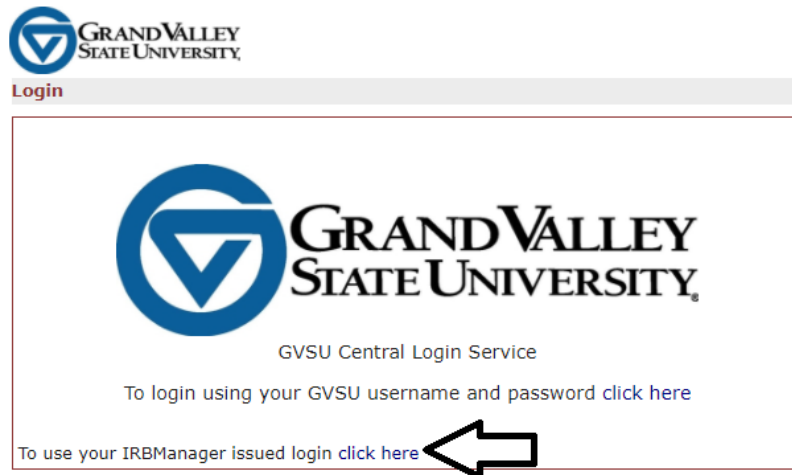 GRAND VALLEY
STATE UNIVERSITY
Login
GRAND VALLEY
STATE UNIVERSITY®
GVSU Central Login Service
To login using your GVSU username and password click here
To use your IRBManager issued login click here